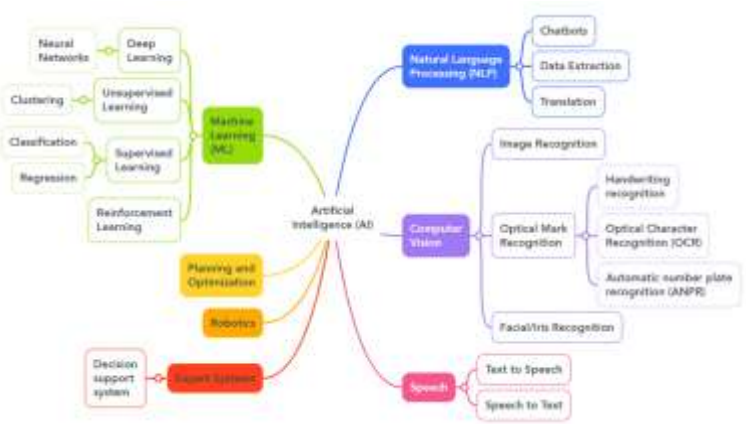 Neural
Networks
Deep
Learning
Clustering
Unsupervised
Learning
Classification
Regression
Supervised
Learning
Reinforcement
Learning
Machine
Learning
(ML)
Planning and
Optimization
Robotics
Decision
support
system
Expert Systems
Artificial
Intelligence (AI)
Natural Language
Processing (NLP)
Chatbots
Data Extraction
Translation
Computer
Vision
Image Recognition
Optical Mark
Recognition
Handwriting
recognition
Optical Character
Recognition (OCR)
Automatic number plate
recognition (ANPR)
Facial/Iris Recognition
Speech
Text to Speech
Speech to Text